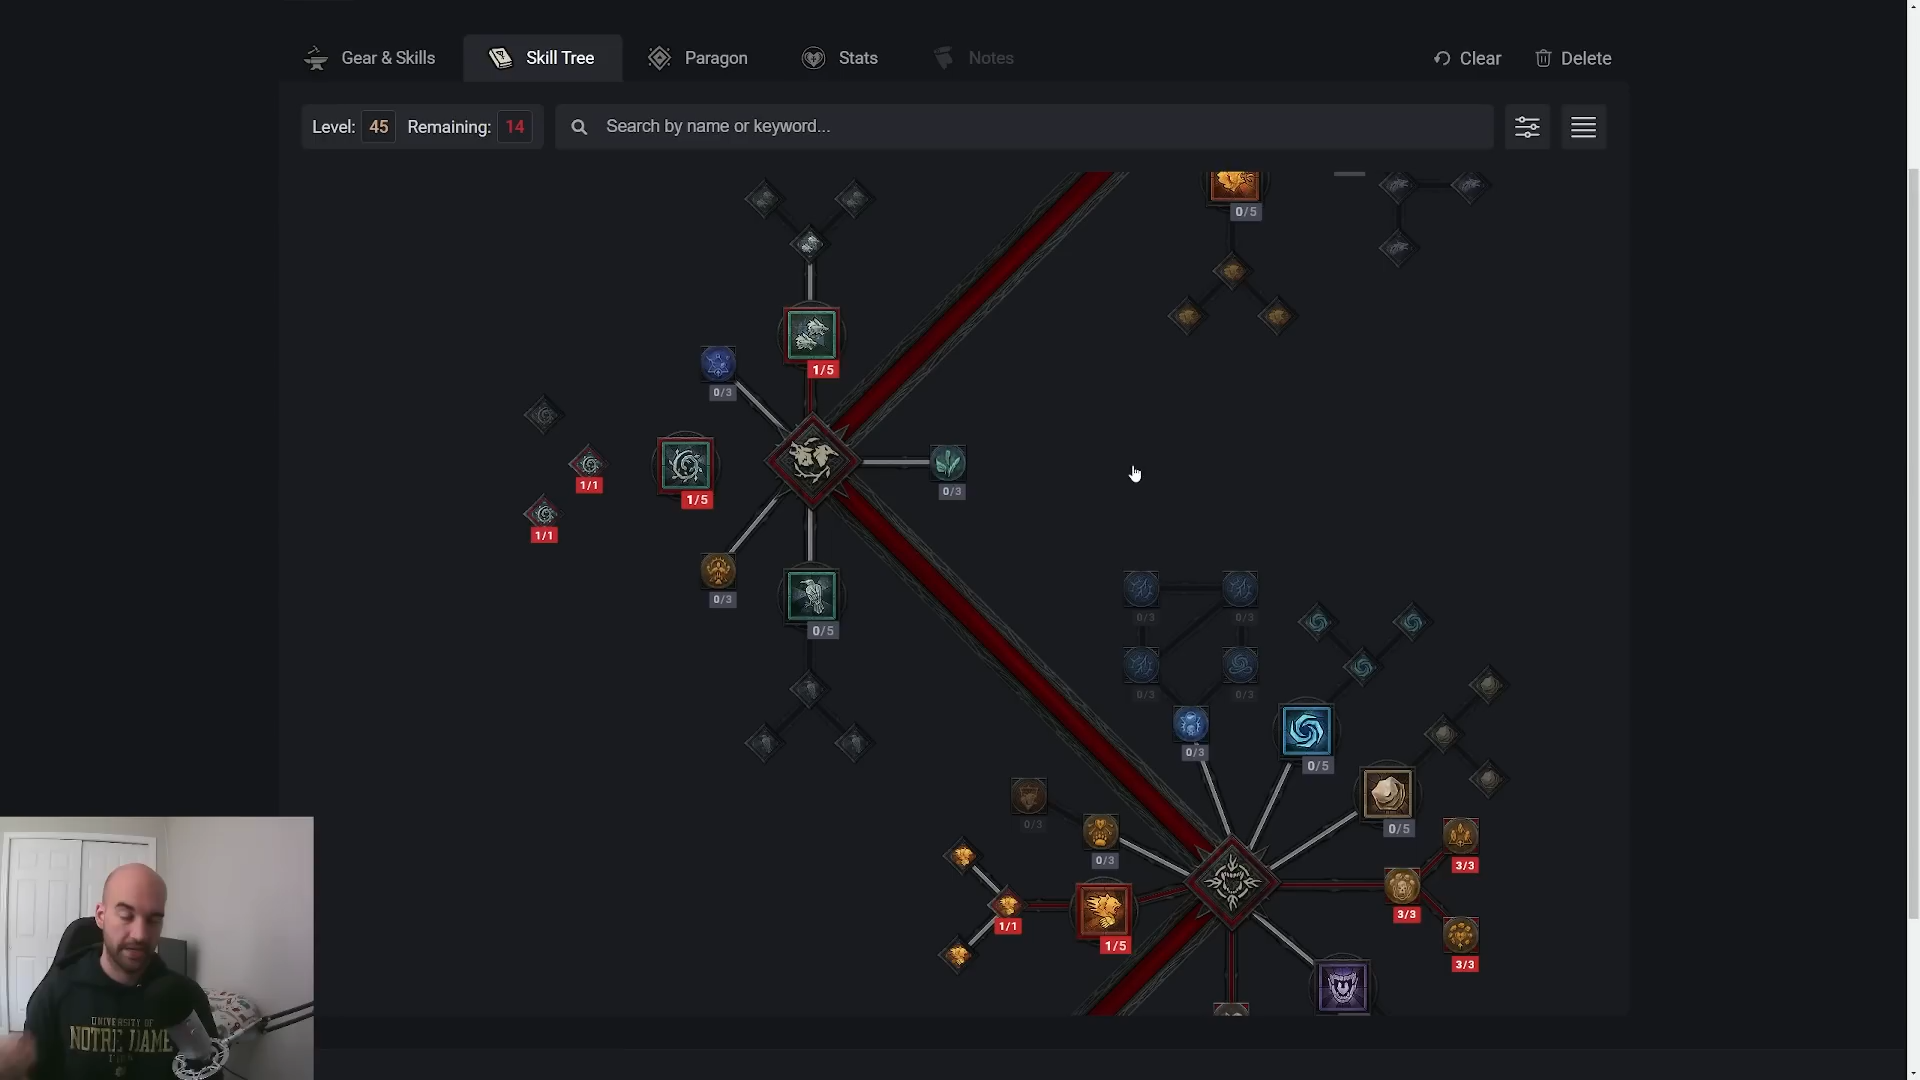 Gear & Skills
Skill Tree
Paragon
Stats
Notes
Clear
Delete
Level: 45 Remaining: 14
Search by name or keyword...
0/5
1/5
0/3
1/1
1/5
0/3
1/1
0/3
0/5
0/3
0/3
0/3
0/3
0/3
0/5
0/3
0/5
0/3
3/3
3/3
1/1
1/5
3/3
UNIVERSITY OF
NOTRE DAME